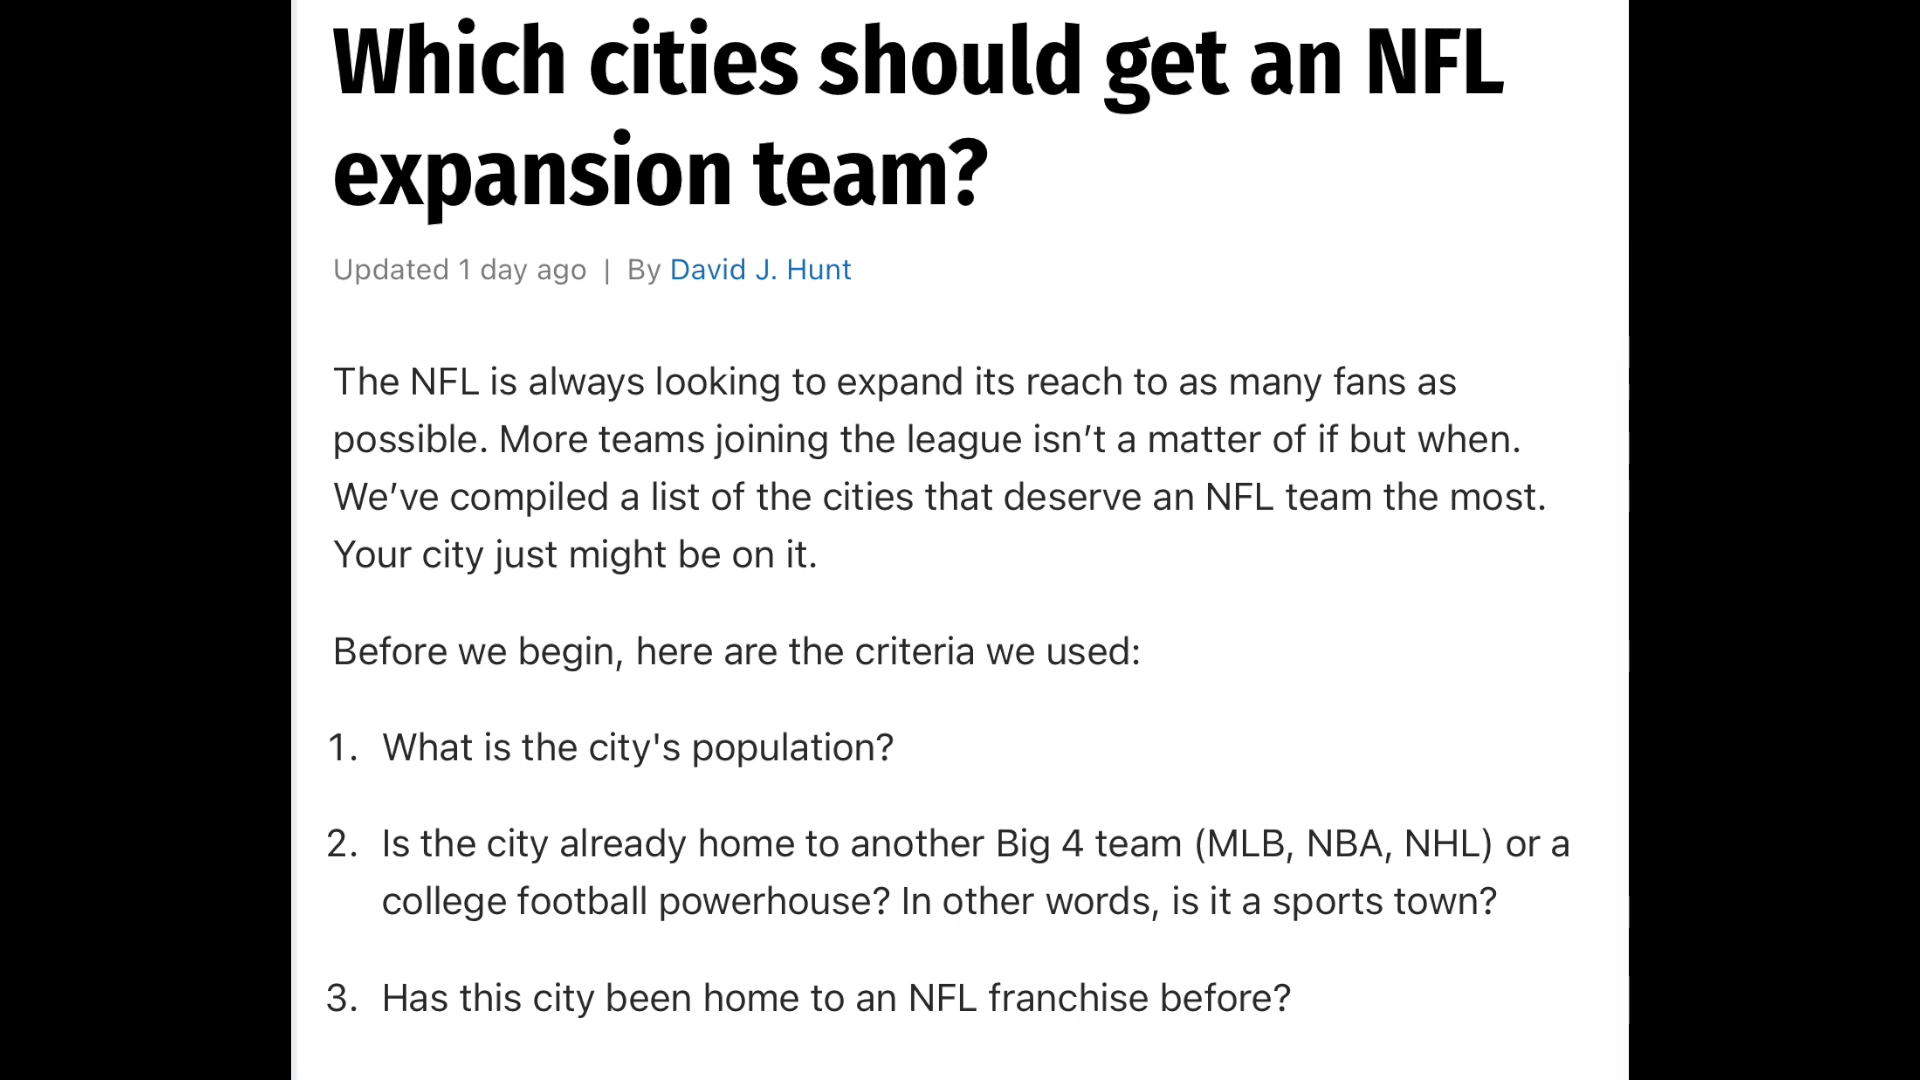 Which cities should get an NFL
expansion team?
Updated 1 day ago | By David J. Hunt
The NFL is always looking to expand its reach to as many fans as
possible. More teams joining the league isn’t a matter of if but when.
We’ve compiled a list of the cities that deserve an NFL team the most.
Your city just might be on it.
Before we begin, here are the criteria we used:
1. What is the city's population?
2. Is the city already home to another Big 4 team (MLB, NBA, NHL) or a
college football powerhouse? In other words, is it a sports town?
3. Has this city been home to an NFL franchise before?